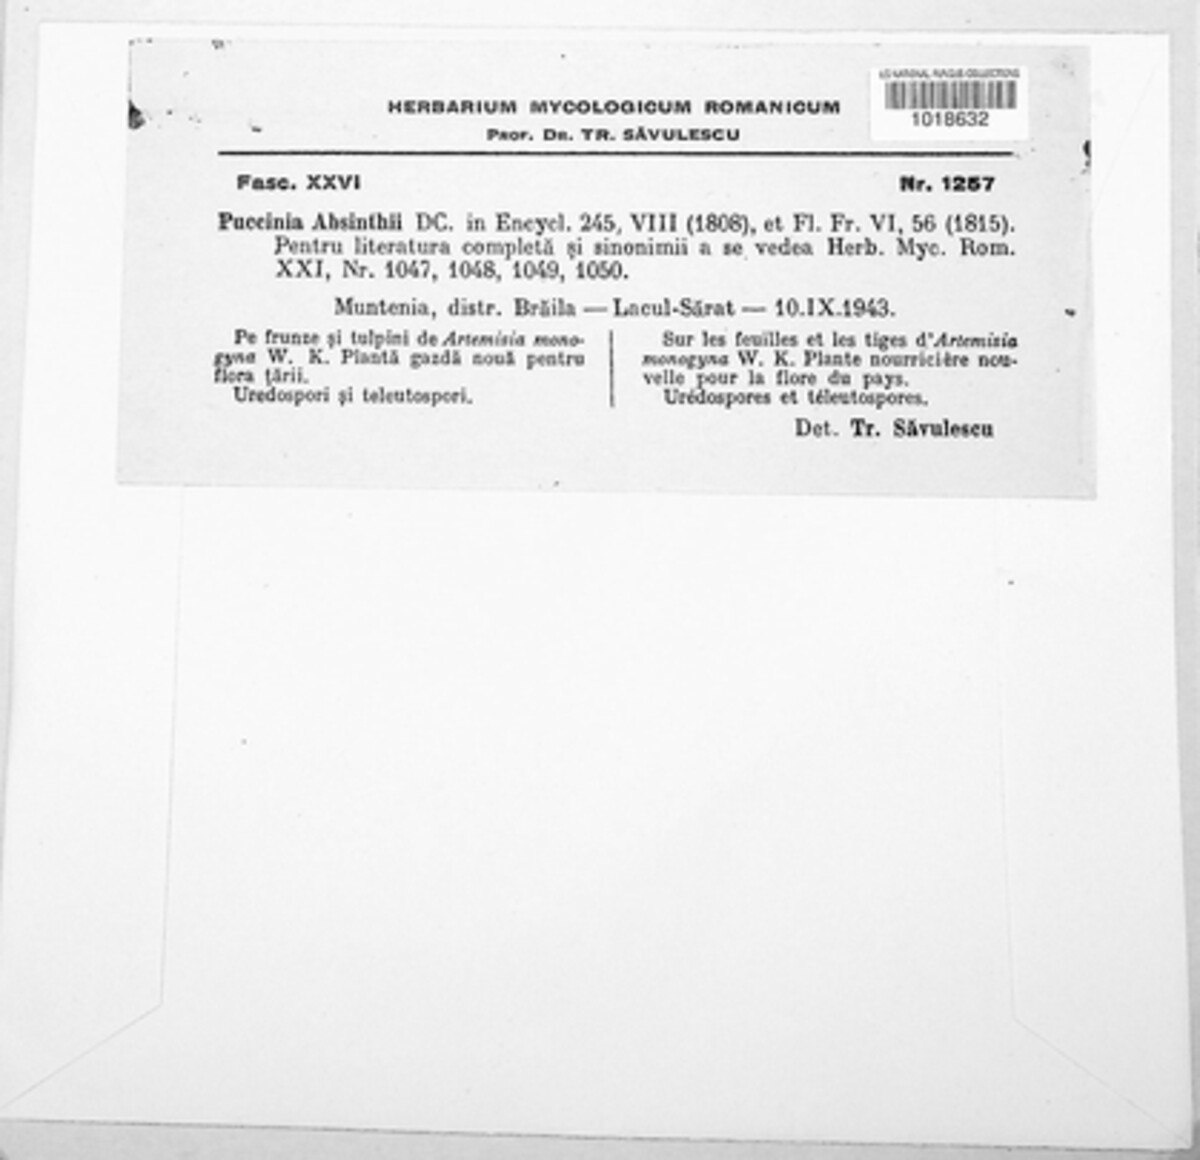 US NATIONAL FUNGUS COLLECTIONS
1018632
HERBARIUM MYCOLOGICUM ROMANICUM
PROF. DR. TR. SĂVULESCU
Fasc. XXVI
Nr. 1257
Puccinia Absinthii DC. in Encycl. 245, VIII (1808), et Fl. Fr. VI, 56 (1815).
Pentru literatura completă și sinonimii a se vedea Herb. Myc. Rom.
XXI, Nr. 1047, 1048, 1049, 1050.
Muntenia, distr. Brăila — Lacul-Sărat — 10.IX.1943.
Pe frunze și tulpini de Artemisia mono-
gyna W. K. Plantă gazdă nouă pentru
flora țării.
Uredospori și teleutospori.
Sur les feuilles et les tiges d'Artemisia
monogyna W. K. Plante nourricière nou-
velle pour la flore du pays.
Urédospores et téleutospores.
Det. Tr. Săvulescu